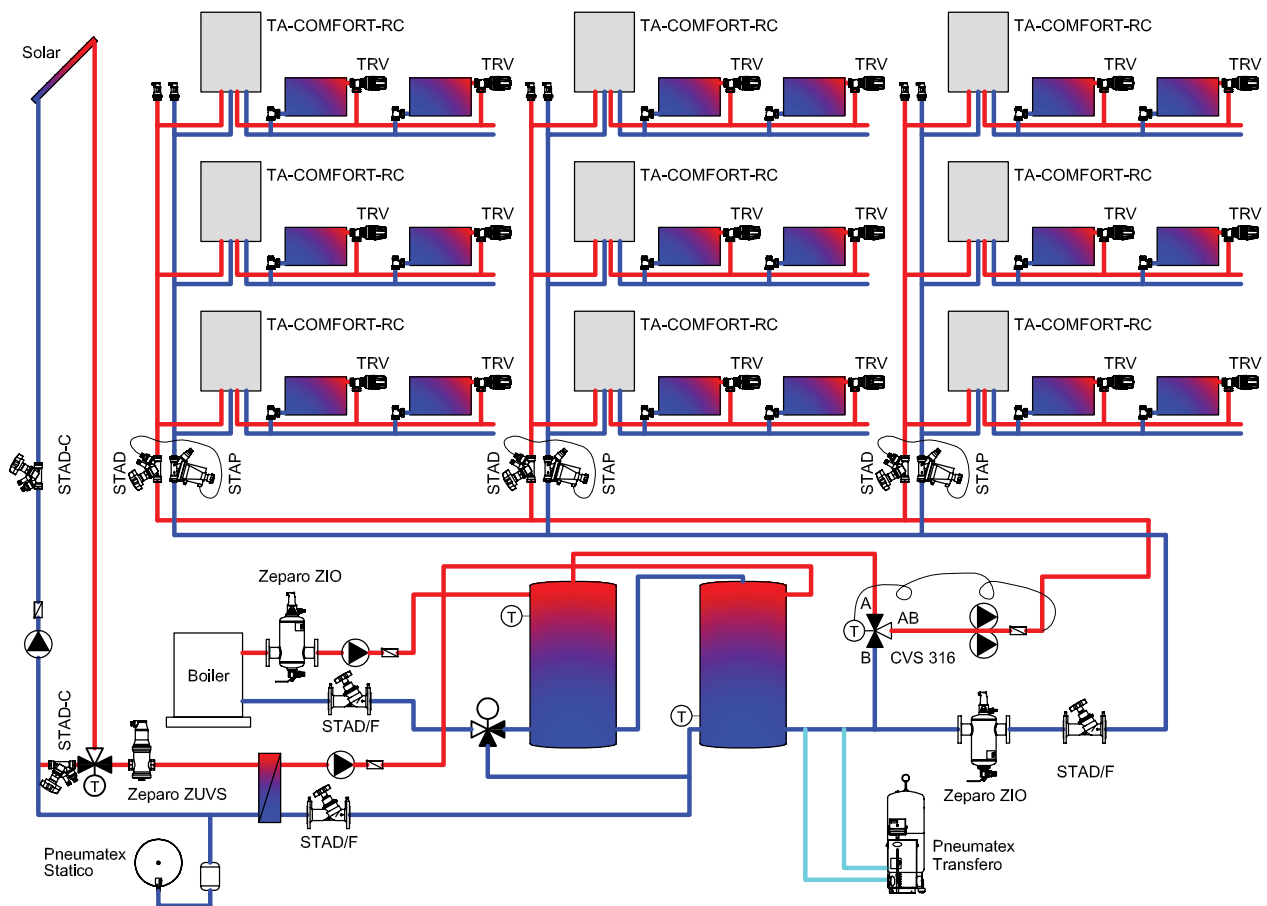 TA-COMFORT-RC
TA-COMFORT-RC
TA-COMFORT-RC
Solar
TRV
TRV
TRV
TRV
TRV
TRV
TA-COMFORT-RC
TA-COMFORT-RC
TA-COMFORT-RC
TRV
TRV
TRV
TRV
TRV
TRV
TA-COMFORT-RC
TA-COMFORT-RC
TA-COMFORT-RC
TRV
TRV
TRV
TRV
TRV
TRV
STAD-C
STAD
STAP
STAD
STAP
STAD
STAP
Zeparo ZIO
A
T
AB
T
B
CVS 316
Boiler
STAD/F
T
STAD-C
STAD/F
T
Zeparo ZUVS
Zeparo ZIO
STAD/F
Pneumatex
Statico
Pneumatex
Transfero